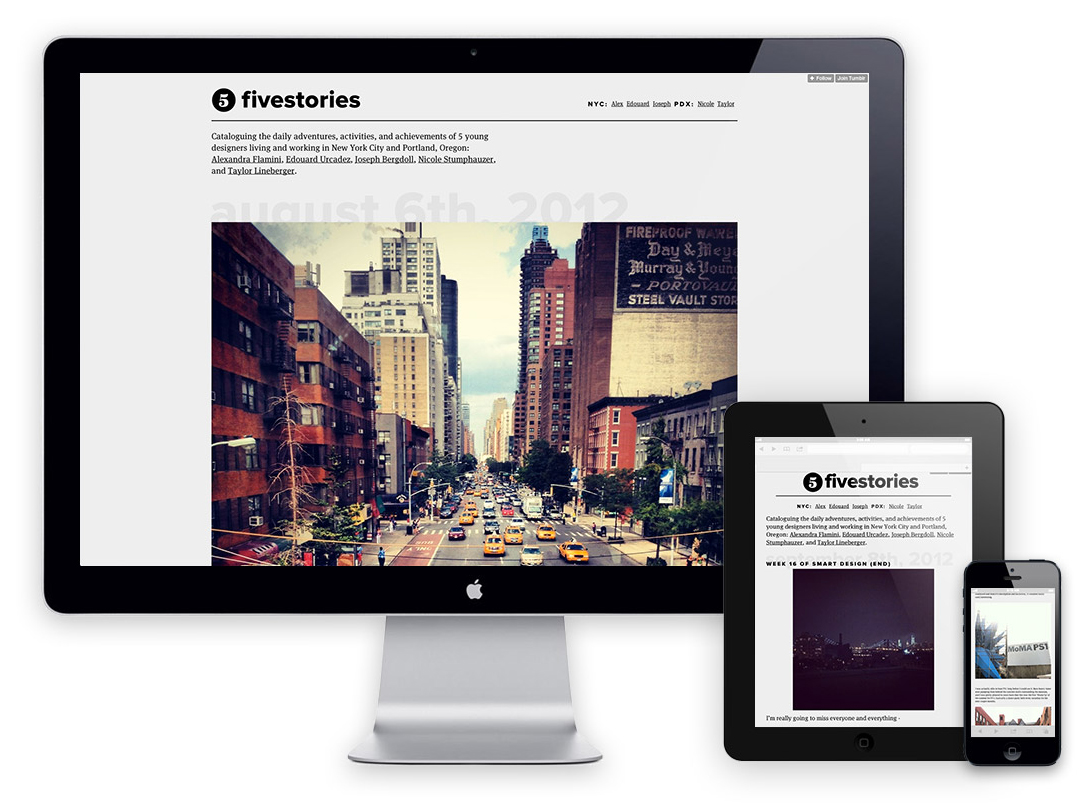 + Follow Join Tumblr
5 fivestories
NYC: Alex Edouard Joseph PDX: Nicole Taylor
Cataloguing the daily adventures, activities, and achievements of 5 young
designers living and working in New York City and Portland, Oregon:
Alexandra Flamini, Edouard Urcadez, Joseph Bergdoll, Nicole Stumphauzer,
and Taylor Lineberger.
august 6th, 2012
FIREPROOF
Day & Meye
Murray & Young
PORTOVAUL
STEEL VAULT STOR
5 fivestories
NYC: Alex Edouard Joseph PDX: Nicole Taylor
Cataloguing the daily adventures, activities, and achievements of 5
young designers living and working in New York City and Portland,
Oregon: Alexandra Flamini, Edouard Urcadez, Joseph Bergdoll, Nicole
Stumphauzer, and Taylor Lineberger.
september 8th, 2012
WEEK 16 OF SMART DESIGN (END)
I'm really going to miss everyone and everything -
MoMA PS1